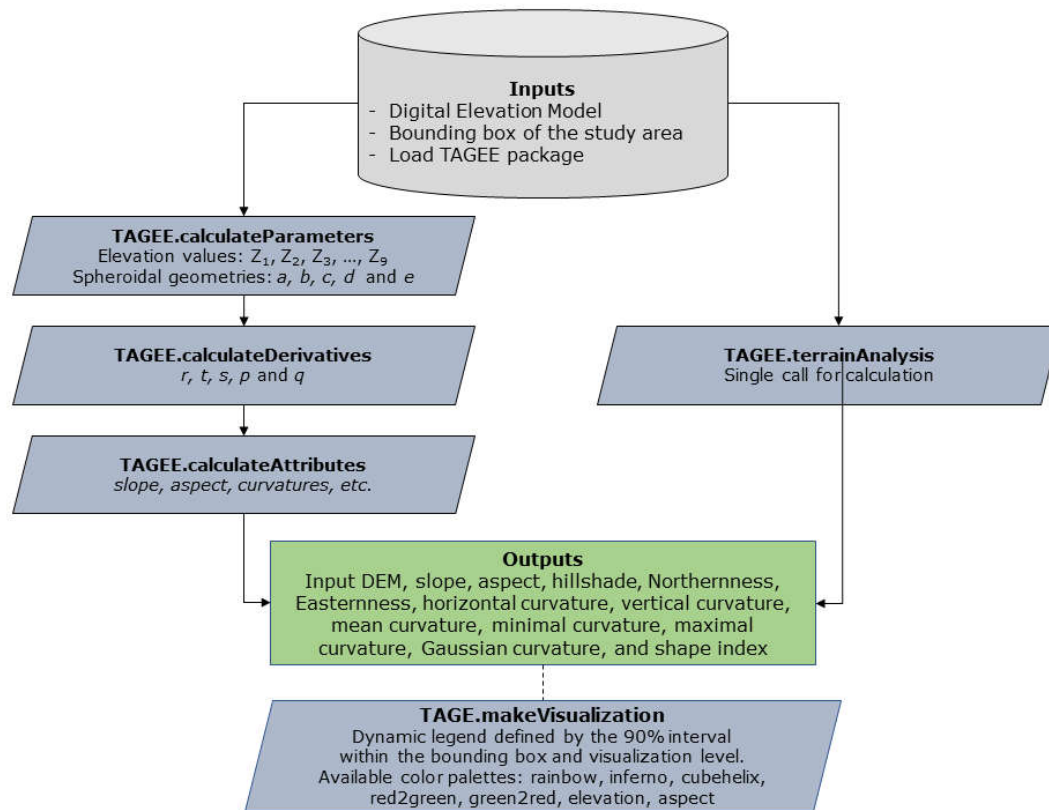 Inputs
- Digital Elevation Model
- Bounding box of the study area
- Load TAGEE package
TAGEE.calculateParameters
Elevation values: Z₁, Z₂, Z₃, ..., Z₉
Spheroidal geometries: a, b, c, d and e
TAGEE.calculateDerivatives
r, t, s, p and q
TAGEE.calculateAttributes
slope, aspect, curvatures, etc.
TAGEE.terrainAnalysis
Single call for calculation
Outputs
Input DEM, slope, aspect, hillshade, Northernness,
Easternness, horizontal curvature, vertical curvature,
mean curvature, minimal curvature, maximal
curvature, Gaussian curvature, and shape index
TAGE.makeVisualization
Dynamic legend defined by the 90% interval
within the bounding box and visualization level.
Available color palettes: rainbow, inferno, cubehelix,
red2green, green2red, elevation, aspect